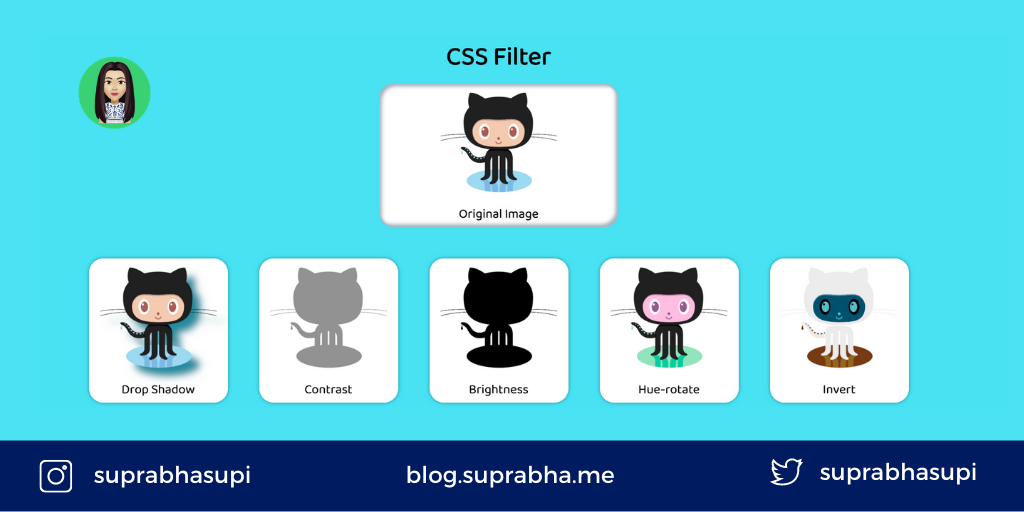 CSS Filter
Original Image
Drop Shadow
Contrast
Brightness
Hue-rotate
Invert
suprabhasupi
blog.suprabha.me
suprabhasupi